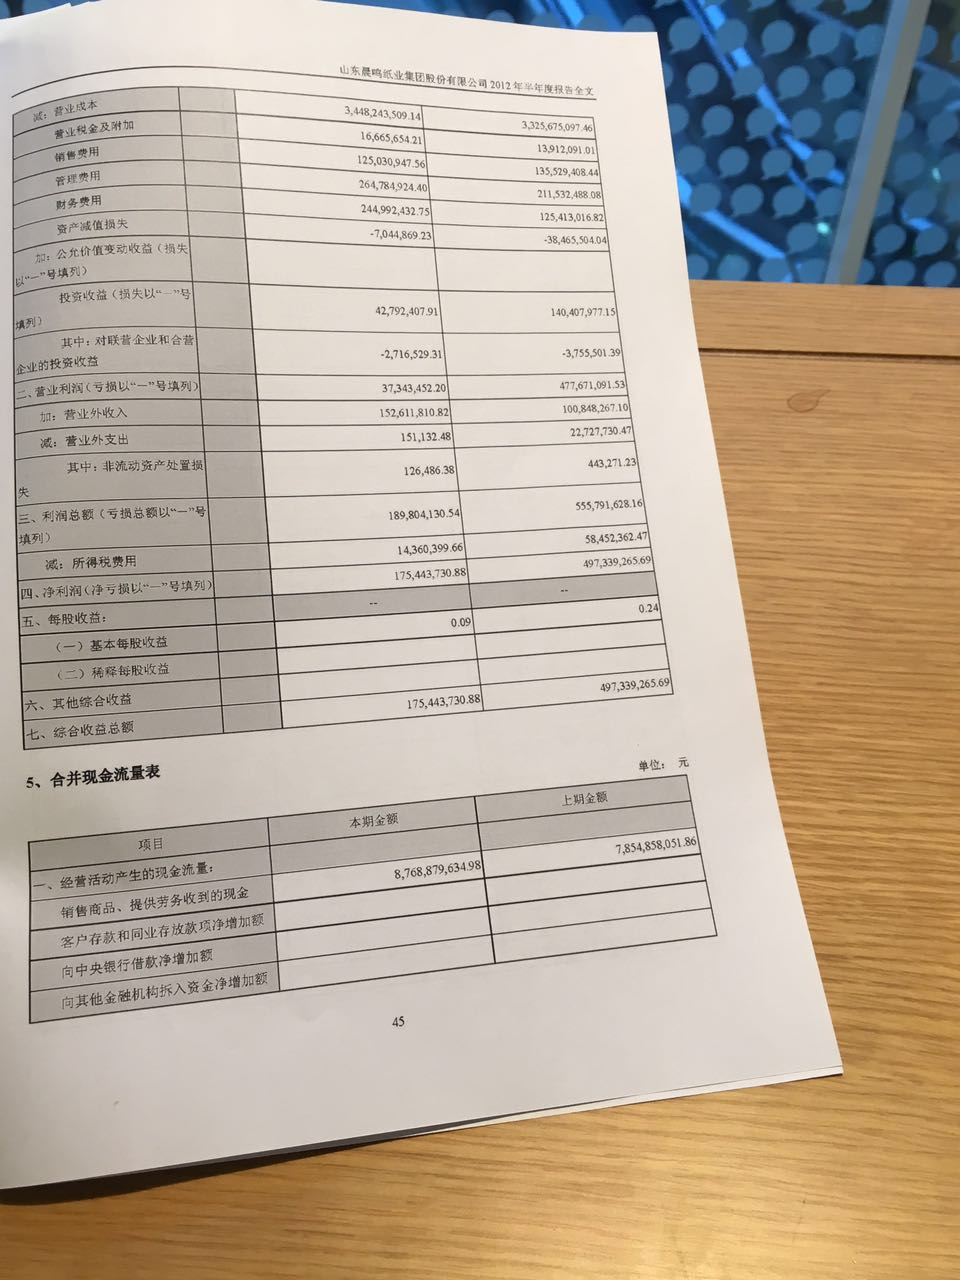 山东晨鸣纸业集团股份有限公司 2012 年半年度报告全文
减：营业成本 3,448,243,509.14 3,325,675,097.46
营业税金及附加 16,665,654.21 13,912,091.01
销售费用 125,030,947.56 135,529,408.44
管理费用 264,784,924.40 211,532,488.08
财务费用 244,992,432.75 125,413,016.82
资产减值损失 -7,044,869.23 -38,465,504.04
加：公允价值变动收益（损失
以“－”号填列）
投资收益（损失以“－”号
填列） 42,792,407.91 140,407,977.15
其中：对联营企业和合营
企业的投资收益 -2,716,529.31 -3,755,501.39
二、营业利润（亏损以“－”号填列） 37,343,452.20 477,671,091.53
加：营业外收入 152,611,810.82 100,848,267.10
减：营业外支出 151,132.48 22,727,730.47
其中：非流动资产处置损
失 126,486.38 443,271.23
三、利润总额（亏损总额以“－”号
填列） 189,804,130.54 555,791,628.16
减：所得税费用 14,360,399.66 58,452,362.47
四、净利润（净亏损以“－”号填列） 175,443,730.88 497,339,265.69
五、每股收益： -- --
（一）基本每股收益 0.09 0.24
（二）稀释每股收益
六、其他综合收益
七、综合收益总额 175,443,730.88 497,339,265.69
5、合并现金流量表
单位： 元
项目 本期金额 上期金额
一、经营活动产生的现金流量：
销售商品、提供劳务收到的现金 8,768,879,634.98 7,854,858,051.86
客户存款和同业存放款项净增加额
向中央银行借款净增加额
向其他金融机构拆入资金净增加额
45